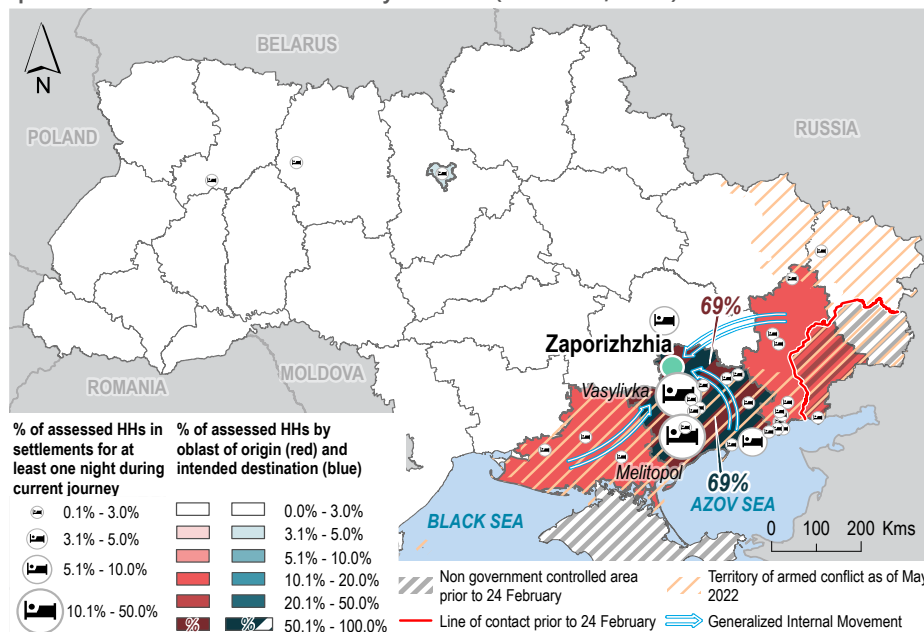 BELARUS
N
POLAND
RUSSIA
69%
Zaporizhzhia
MOLDOVA
ROMANIA
Vasylivka
Melitopol
69%
AZOV SEA
BLACK SEA
0 100 200 Kms
% of assessed HHs in
settlements for at
least one night during
current journey
0.1% - 3.0%
3.1% - 5.0%
5.1% - 10.0%
10.1% - 50.0%
% of assessed HHs by
oblast of origin (red) and
intended destination (blue)
0.0% - 3.0%
3.1% - 5.0%
5.1% - 10.0%
10.1% - 20.0%
20.1% - 50.0%
% % 50.1% - 100.0%
Non government controlled area
prior to 24 February
Line of contact prior to 24 February
Territory of armed conflict as of May
2022
Generalized Internal Movement